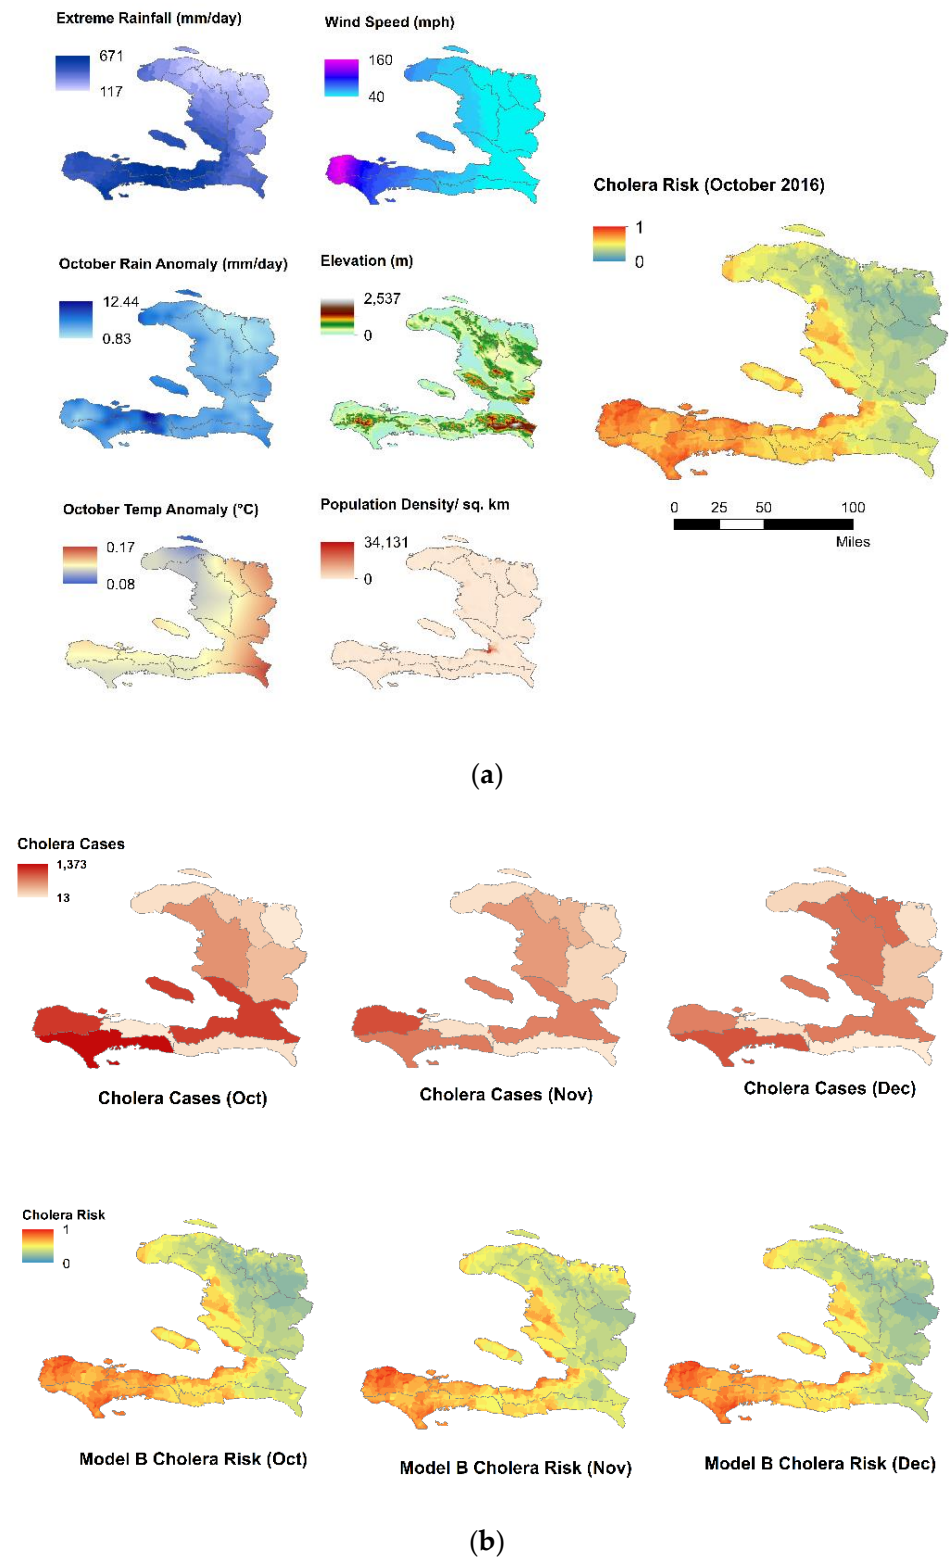 Extreme Rainfall (mm/day)
671
117
Wind Speed (mph)
160
40
October Rain Anomaly (mm/day)
12.44
0.83
Elevation (m)
2,537
0
October Temp Anomaly (°C)
0.17
0.08
Population Density/ sq. km
34,131
0
Cholera Risk (October 2016)
1
0
0 25 50 100
Miles
(a)
Cholera Cases
1,373
13
Cholera Cases (Oct)
Cholera Cases (Nov)
Cholera Cases (Dec)
Cholera Risk
1
0
Model B Cholera Risk (Oct)
Model B Cholera Risk (Nov)
Model B Cholera Risk (Dec)
(b)